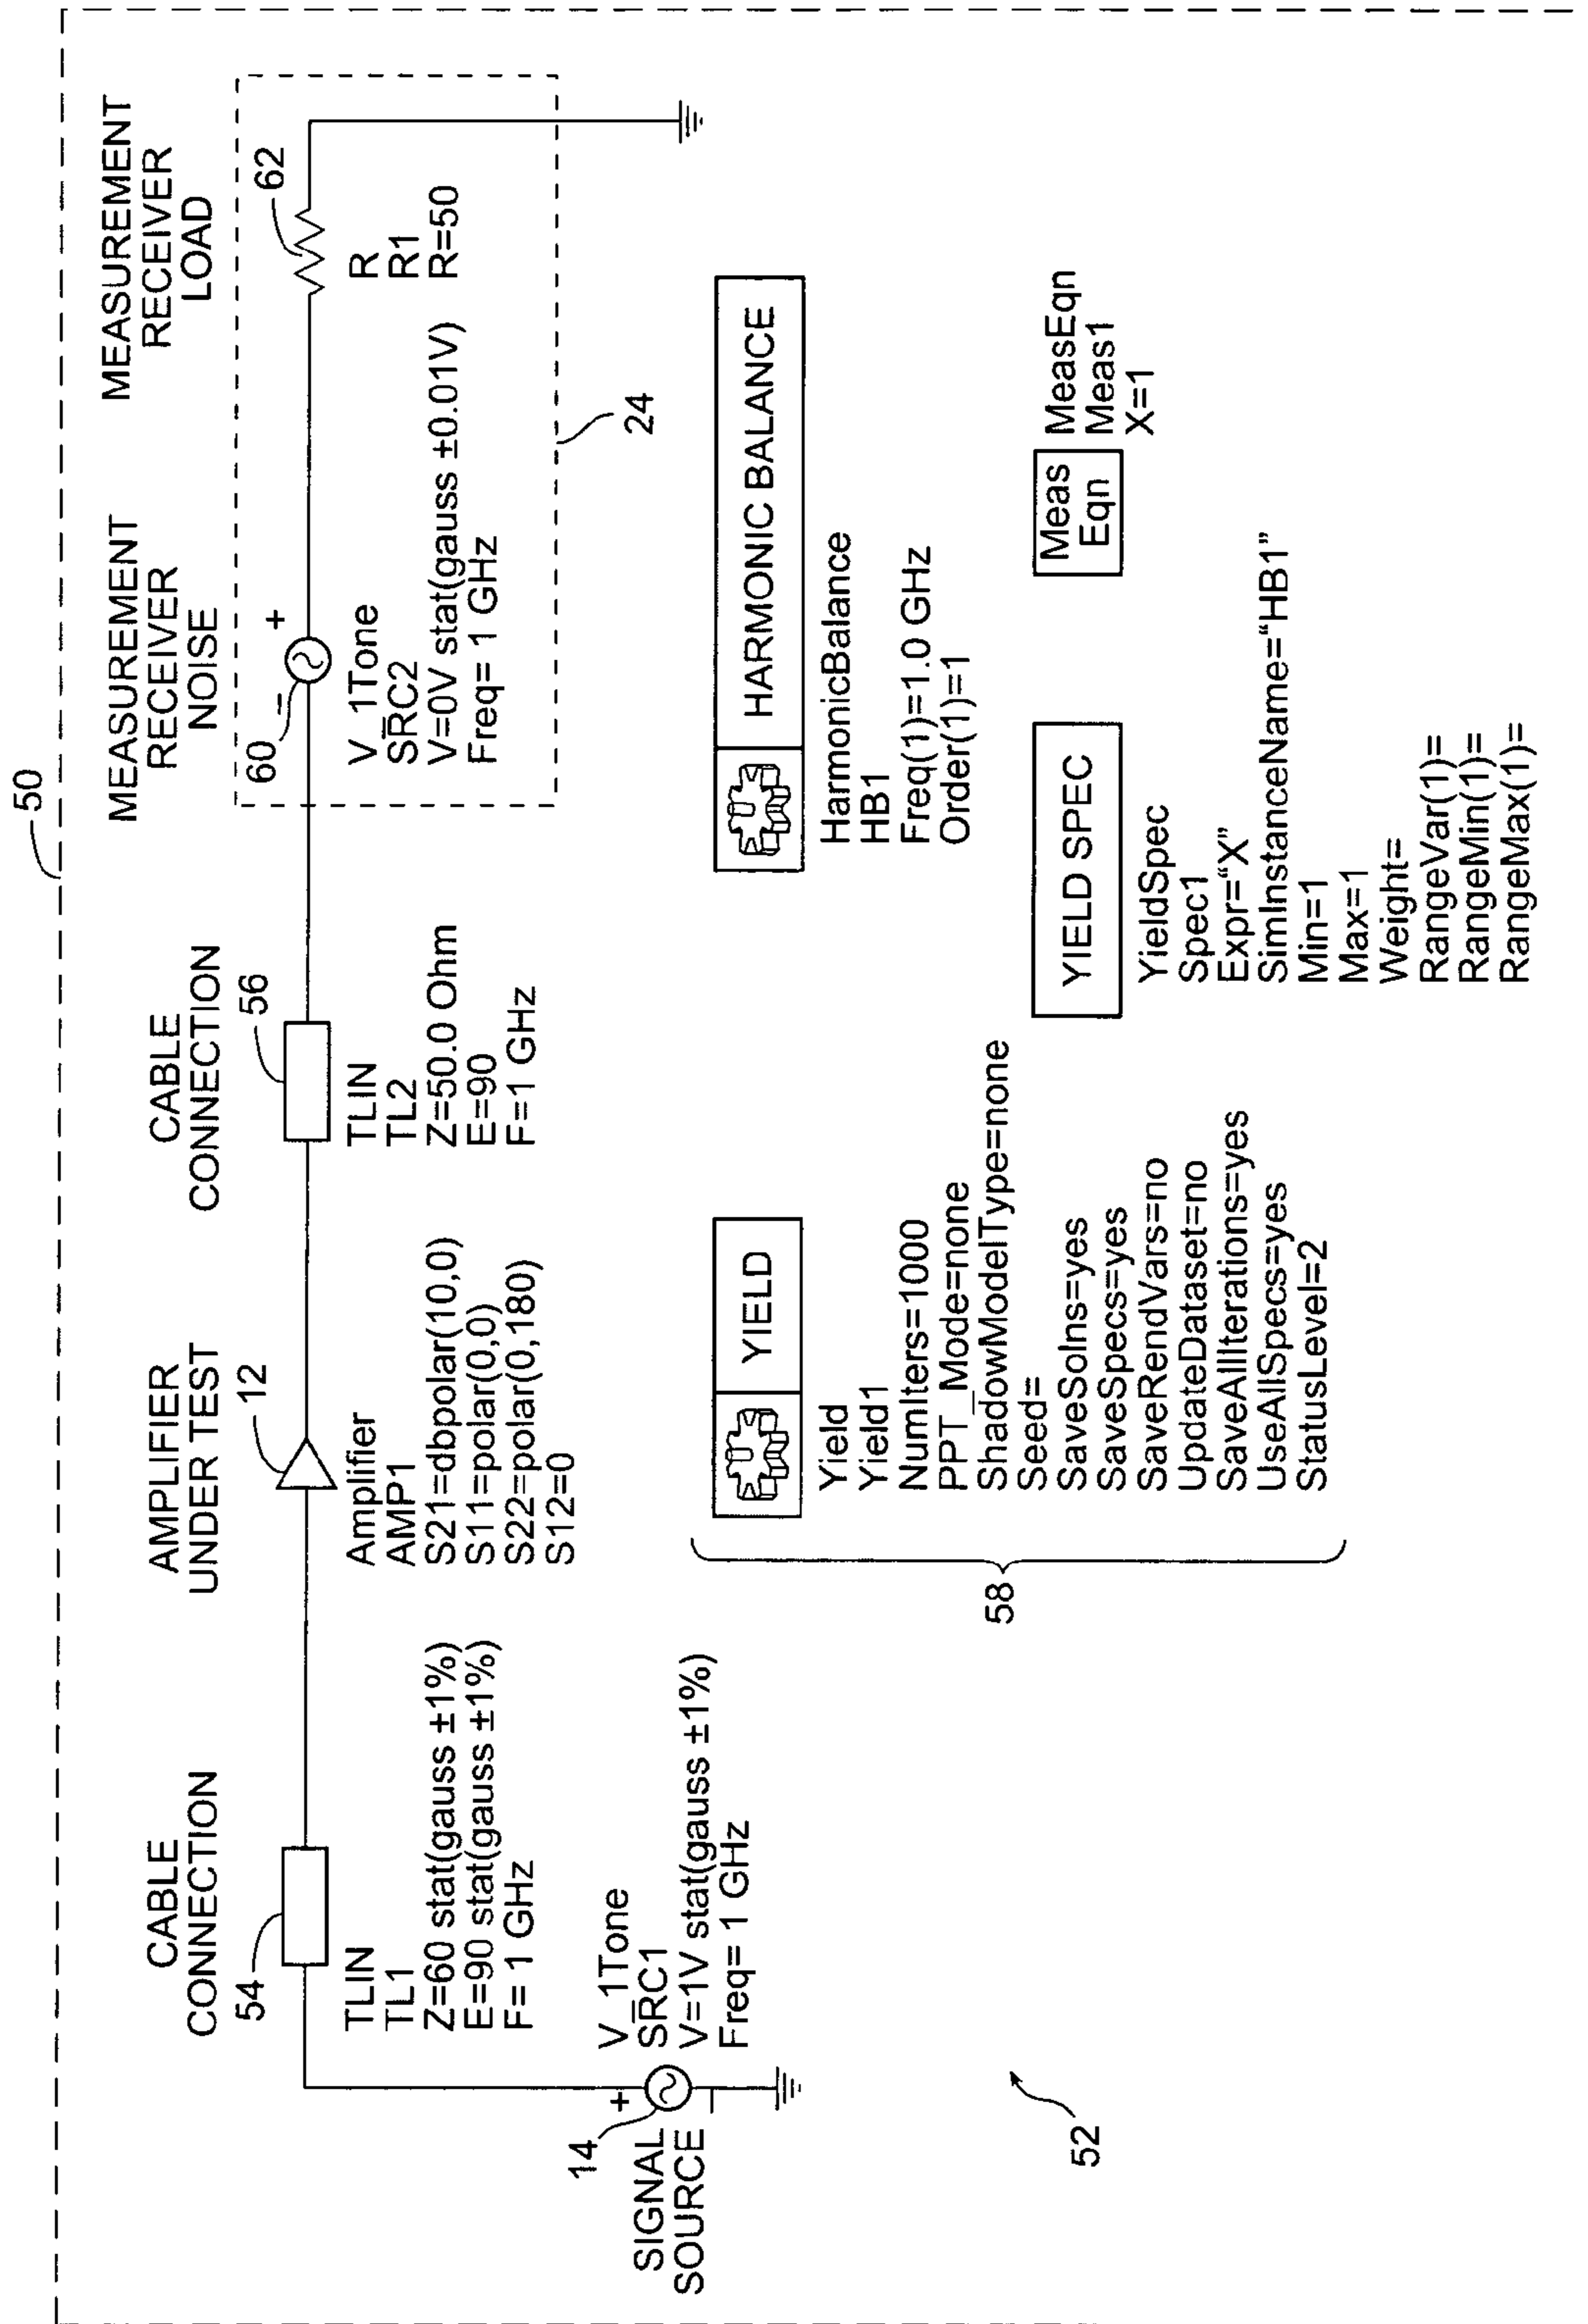 50
CABLE
CONNECTION
54
TLIN
TL1
Z=60 stat(gauss ±1%)
E=90 stat(gauss ±1%)
F= 1 GHz
14
SIGNAL
SOURCE
+
V_1Tone
SRC1
V=1V stat(gauss ±1%)
Freq= 1 GHz
52
AMPLIFIER
UNDER TEST
12
Amplifier
AMP1
S21=dbpolar(10,0)
S11=polar(0,0)
S22=polar(0,180)
S12=0
CABLE
CONNECTION
56
TLIN
TL2
Z=50.0 Ohm
E=90
F=1 GHz
MEASUREMENT
RECEIVER
NOISE
60
– +
V_1Tone
SRC2
V=0V stat(gauss ±0.01V)
Freq= 1 GHz
MEASUREMENT
RECEIVER
LOAD
62
R
R1
R=50
24
58
YIELD
Yield
Yield1
NumIters=1000
PPT_Mode=none
ShadowModelType=none
Seed=
SaveSolns=yes
SaveSpecs=yes
SaveRendVars=no
UpdateDataset=no
SaveAllIterations=yes
UseAllSpecs=yes
StatusLevel=2
HARMONIC BALANCE
HarmonicBalance
HB1
Freq(1)=1.0 GHz
Order(1)=1
YIELD SPEC
YieldSpec
Spec1
Expr=“X”
SimInstanceName=“HB1”
Min=1
Max=1
Weight=
RangeVar(1)=
RangeMin(1)=
RangeMax(1)=
Meas
Eqn
MeasEqn
Meas1
X=1